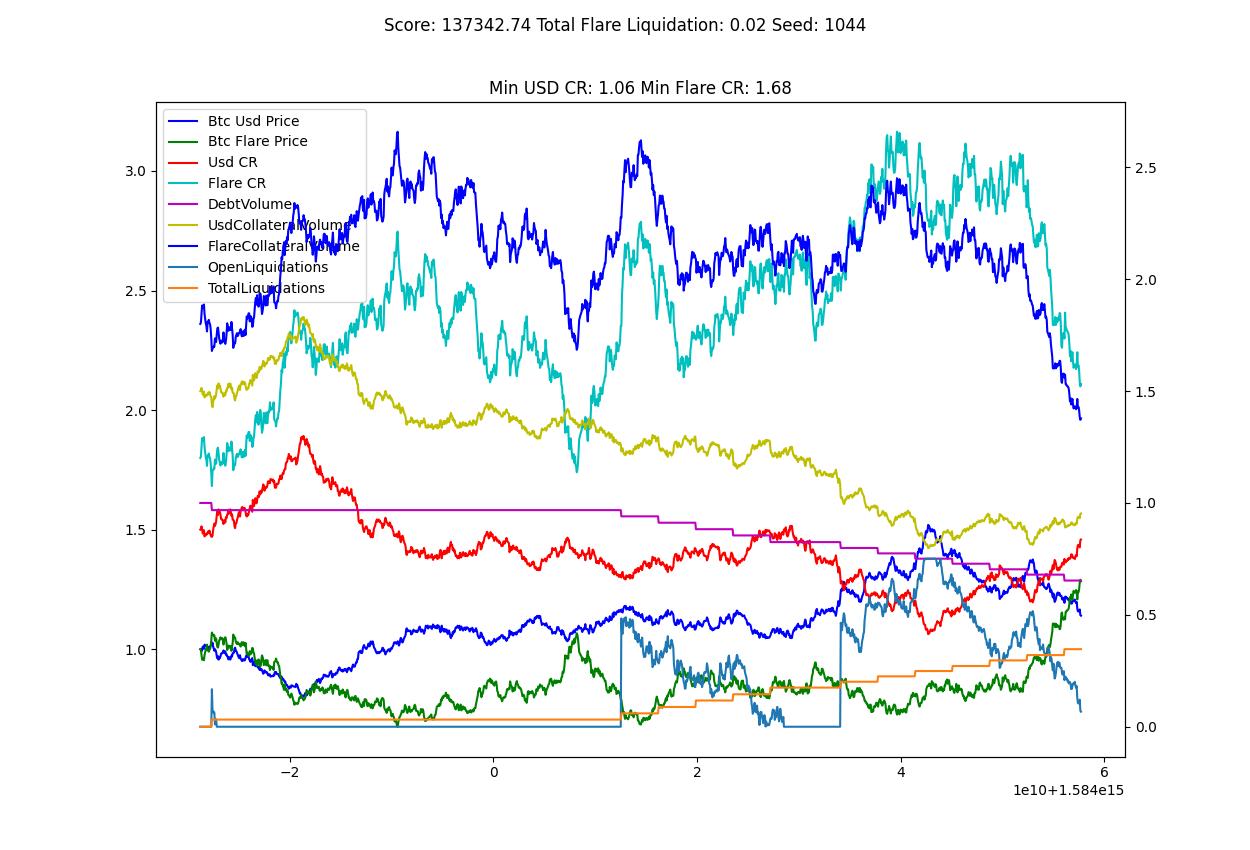 Score: 137342.74 Total Flare Liquidation: 0.02 Seed: 1044
Min USD CR: 1.06 Min Flare CR: 1.68
Btc Usd Price
Btc Flare Price
Usd CR
Flare CR
DebtVolume
UsdCollateralVolume
FlareCollateralVolume
OpenLiquidations
TotalLiquidations
3.0
2.5
2.0
1.5
1.0
2.5
2.0
1.5
1.0
0.5
0.0
−2
0
2
4
6
1e10+1.584e15